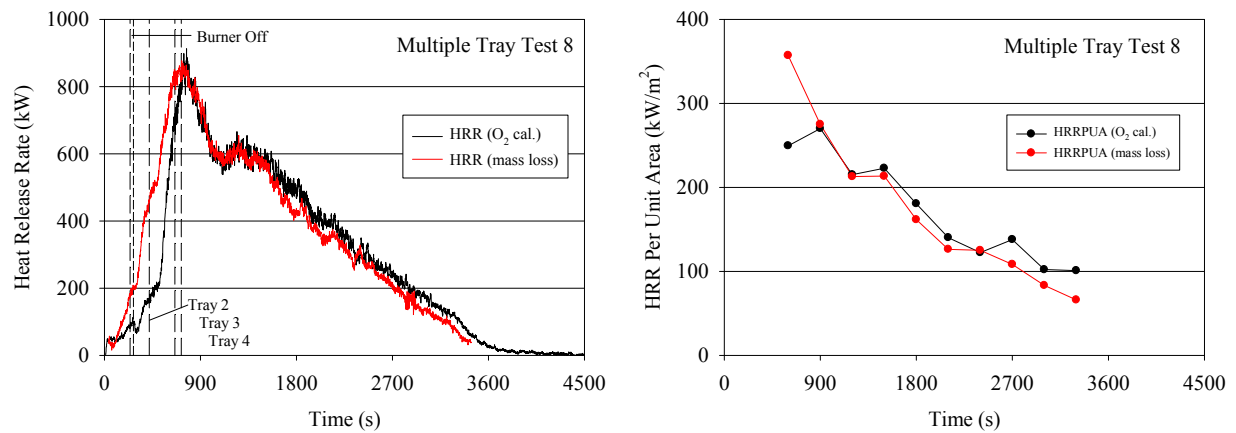 1000
800
600
400
200
0
Heat Release Rate (kW)
Burner Off
Multiple Tray Test 8
HRR (O₂ cal.)
HRR (mass loss)
Tray 2
Tray 3
Tray 4
0 900 1800 2700 3600 4500
Time (s)
400
300
200
100
0
HRR Per Unit Area (kW/m²)
Multiple Tray Test 8
HRRPUA (O₂ cal.)
HRRPUA (mass loss)
0 900 1800 2700 3600 4500
Time (s)